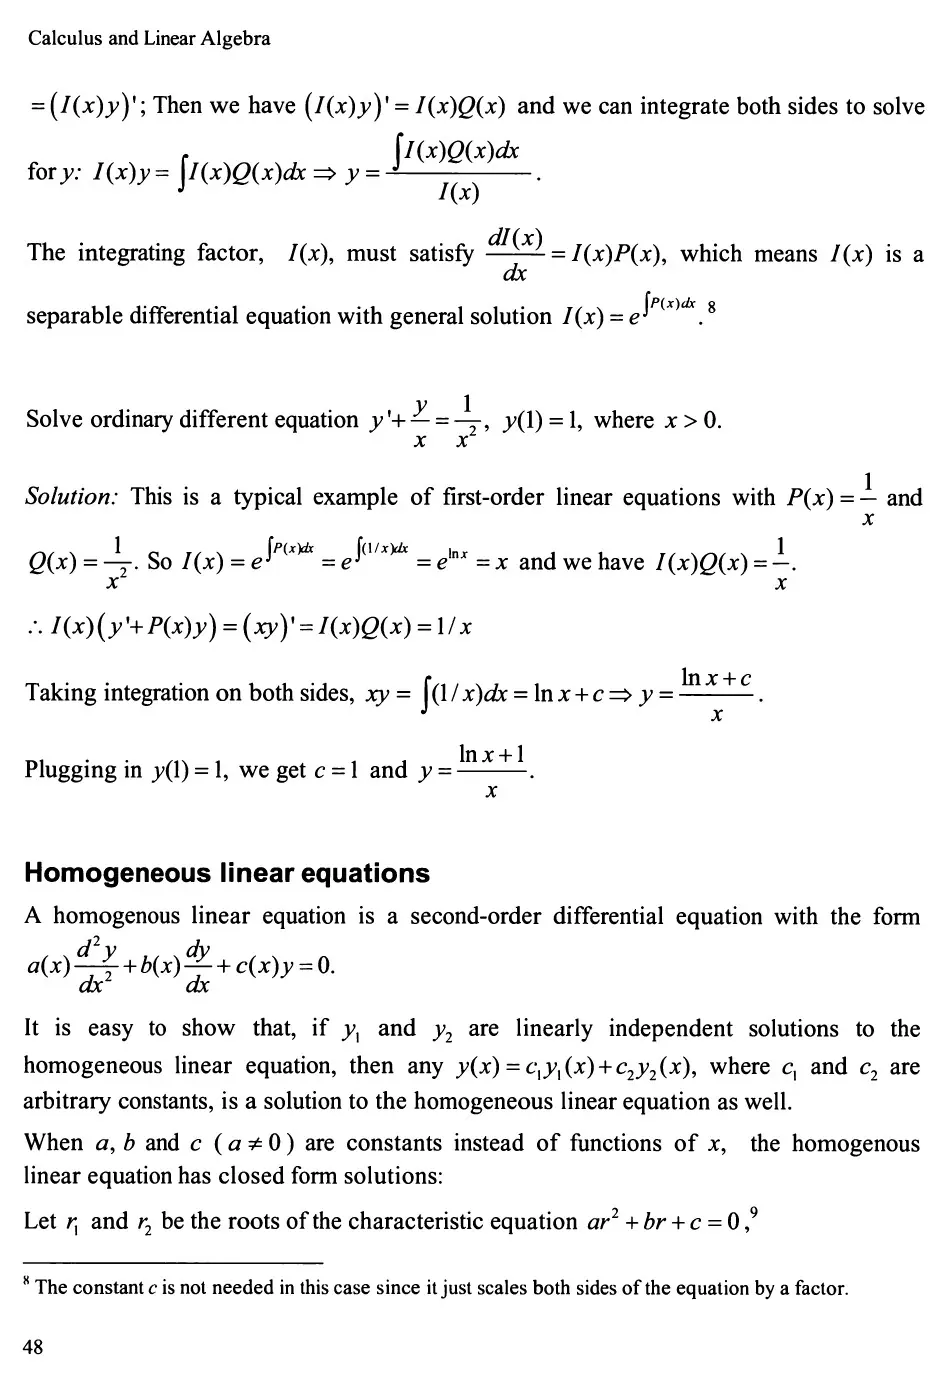 Calculus and Linear Algebra
= (I(x)y)'; Then we have (I(x)y)' = I(x)Q(x) and we can integrate both sides to solve
for y: I(x)y = ∫I(x)Q(x)dx ⇒ y = ∫I(x)Q(x)dx / I(x).
The integrating factor, I(x), must satisfy dI(x)/dx = I(x)P(x), which means I(x) is a
separable differential equation with general solution I(x) = e^{∫P(x)dx}. ⁸
Solve ordinary different equation y'+ y/x = 1/x², y(1) = 1, where x > 0.
Solution: This is a typical example of first-order linear equations with P(x) = 1/x and
Q(x) = 1/x². So I(x) = e^{∫P(x)dx} = e^{∫(1/x)dx} = e^{ln x} = x and we have I(x)Q(x) = 1/x.
∴ I(x)(y'+ P(x)y) = (xy)' = I(x)Q(x) = 1/x
Taking integration on both sides, xy = ∫(1/x)dx = ln x + c ⇒ y = (ln x + c)/x.
Plugging in y(1) = 1, we get c = 1 and y = (ln x + 1)/x.
Homogeneous linear equations
A homogenous linear equation is a second-order differential equation with the form
a(x) d²y/dx² + b(x) dy/dx + c(x)y = 0.
It is easy to show that, if y₁ and y₂ are linearly independent solutions to the
homogeneous linear equation, then any y(x) = c₁y₁(x) + c₂y₂(x), where c₁ and c₂ are
arbitrary constants, is a solution to the homogeneous linear equation as well.
When a, b and c (a ≠ 0) are constants instead of functions of x, the homogenous
linear equation has closed form solutions:
Let r₁ and r₂ be the roots of the characteristic equation ar² + br + c = 0,⁹
⁸ The constant c is not needed in this case since it just scales both sides of the equation by a factor.
48